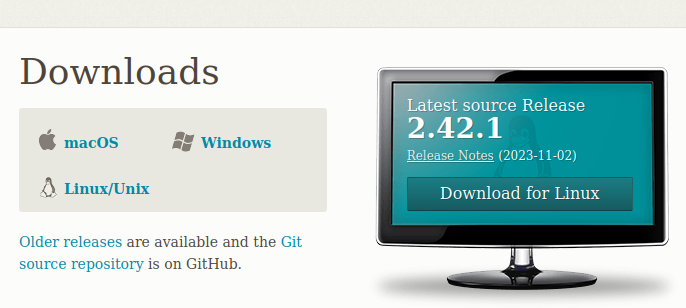 Downloads
macOS
Windows
Linux/Unix
Older releases are available and the Git
source repository is on GitHub.
Latest source Release
2.42.1
Release Notes (2023-11-02)
Download for Linux